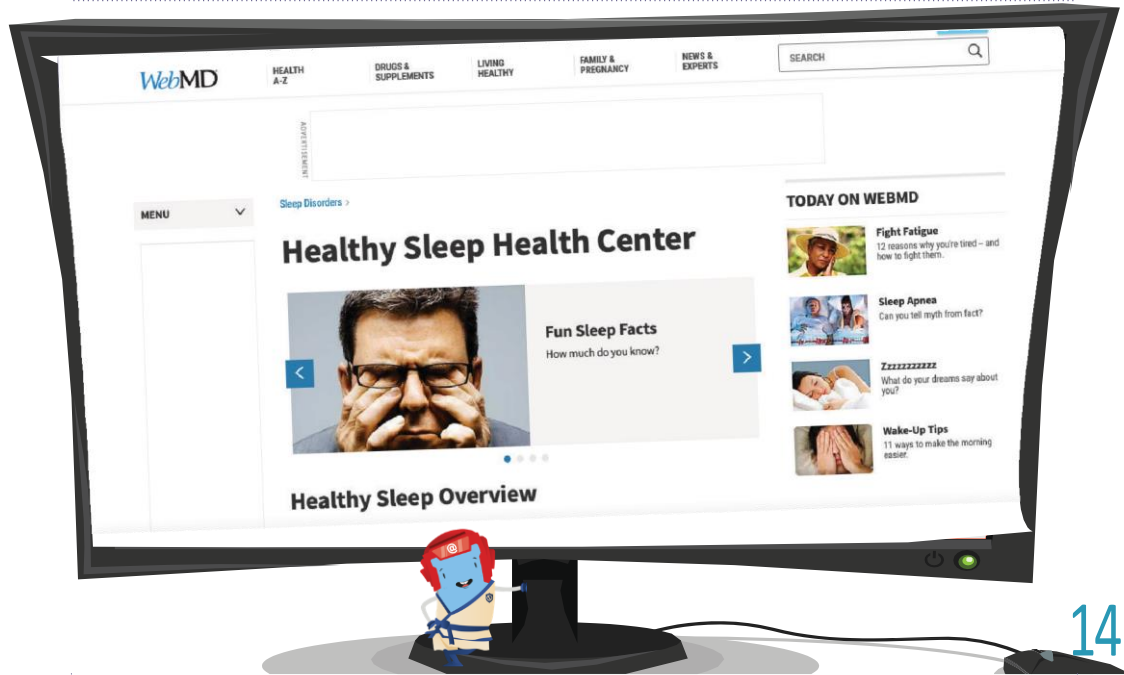 WebMD
HEALTH
A-Z
DRUGS &
SUPPLEMENTS
LIVING
HEALTHY
FAMILY &
PREGNANCY
NEWS &
EXPERTS
SEARCH
ADVERTISEMENT
MENU
Sleep Disorders >
Healthy Sleep Health Center
Fun Sleep Facts
How much do you know?
Healthy Sleep Overview
TODAY ON WEBMD
Fight Fatigue
12 reasons why you're tired – and
how to fight them.
Sleep Apnea
Can you tell myth from fact?
Zzzzzzzzzzz
What do your dreams say about
you?
Wake-Up Tips
11 ways to make the morning
easier.
@
14